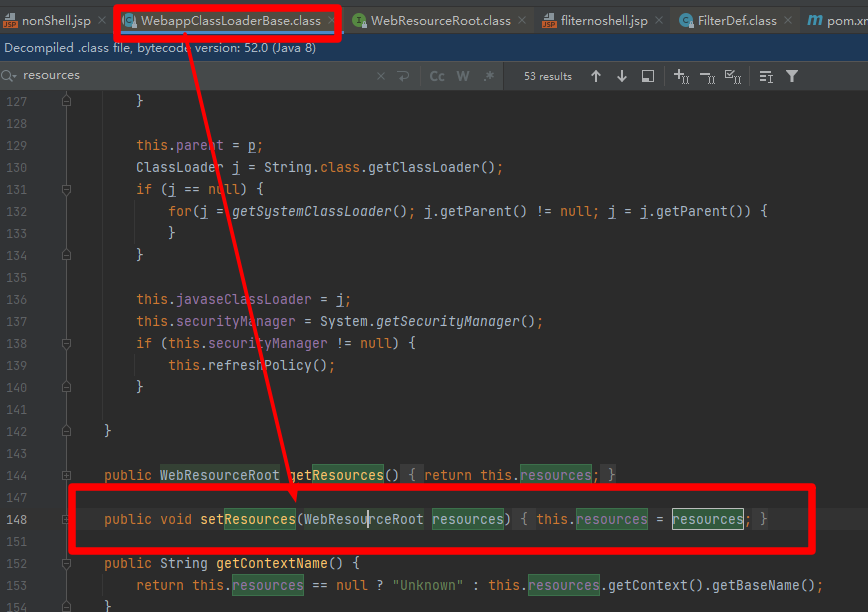 nonShell.jsp × WebappClassLoaderBase.class × WebResourceRoot.class × fliternoshell.jsp × FilterDef.class × pom.xm
Decompiled .class file, bytecode version: 52.0 (Java 8)
resources × Cc W .* 53 results
127 }
128
129 this.parent = p;
130 ClassLoader j = String.class.getClassLoader();
131 if (j == null) {
132 for(j = getSystemClassLoader(); j.getParent() != null; j = j.getParent()) {
133 }
134 }
135
136 this.javaseClassLoader = j;
137 this.securityManager = System.getSecurityManager();
138 if (this.securityManager != null) {
139 this.refreshPolicy();
140 }
141
142 }
143
144 public WebResourceRoot getResources() { return this.resources; }
147
148 public void setResources(WebResourceRoot resources) { this.resources = resources; }
151
152 public String getContextName() {
153 return this.resources == null ? "Unknown" : this.resources.getContext().getBaseName();
154 }